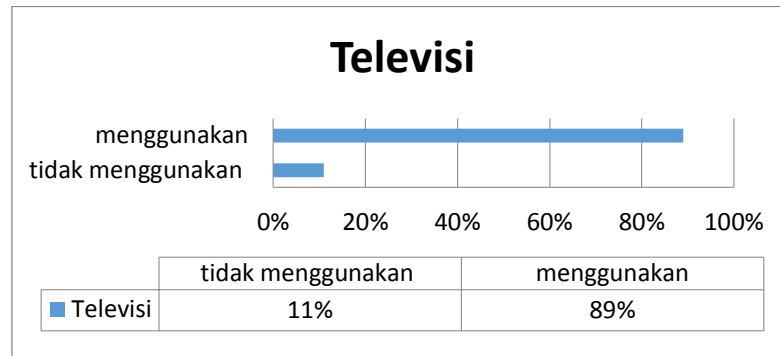 Televisi
menggunakan
tidak menggunakan
0% 20% 40% 60% 80% 100%
tidak menggunakan menggunakan
Televisi 11% 89%